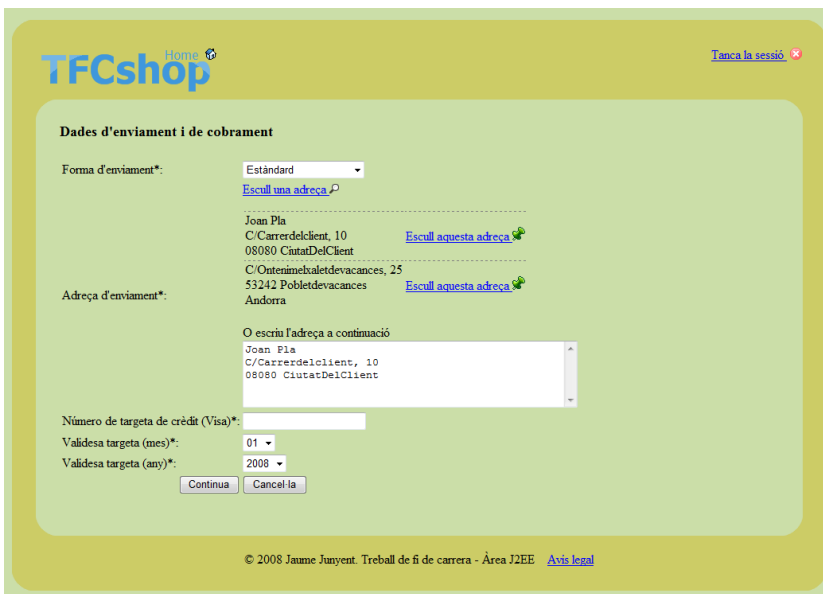 Home
TFCshop
Tanca la sessió
Dades d'enviament i de cobrament
Forma d'enviament*:
Estàndard
Escull una adreça
Joan Pla
C/Carrerdelclient, 10
08080 CiutatDelClient
Escull aquesta adreça
C/Ontenimelxaletdevacances, 25
53242 Pobletdevacances
Andorra
Escull aquesta adreça
Adreça d'enviament*:
O escriu l'adreça a continuació
Joan Pla
C/Carrerdelclient, 10
08080 CiutatDelClient
Número de targeta de crèdit (Visa)*:
Validesa targeta (mes)*:
01
Validesa targeta (any)*:
2008
Continua
Cancel·la
© 2008 Jaume Junyent. Treball de fi de carrera - Àrea J2EE
Avís legal